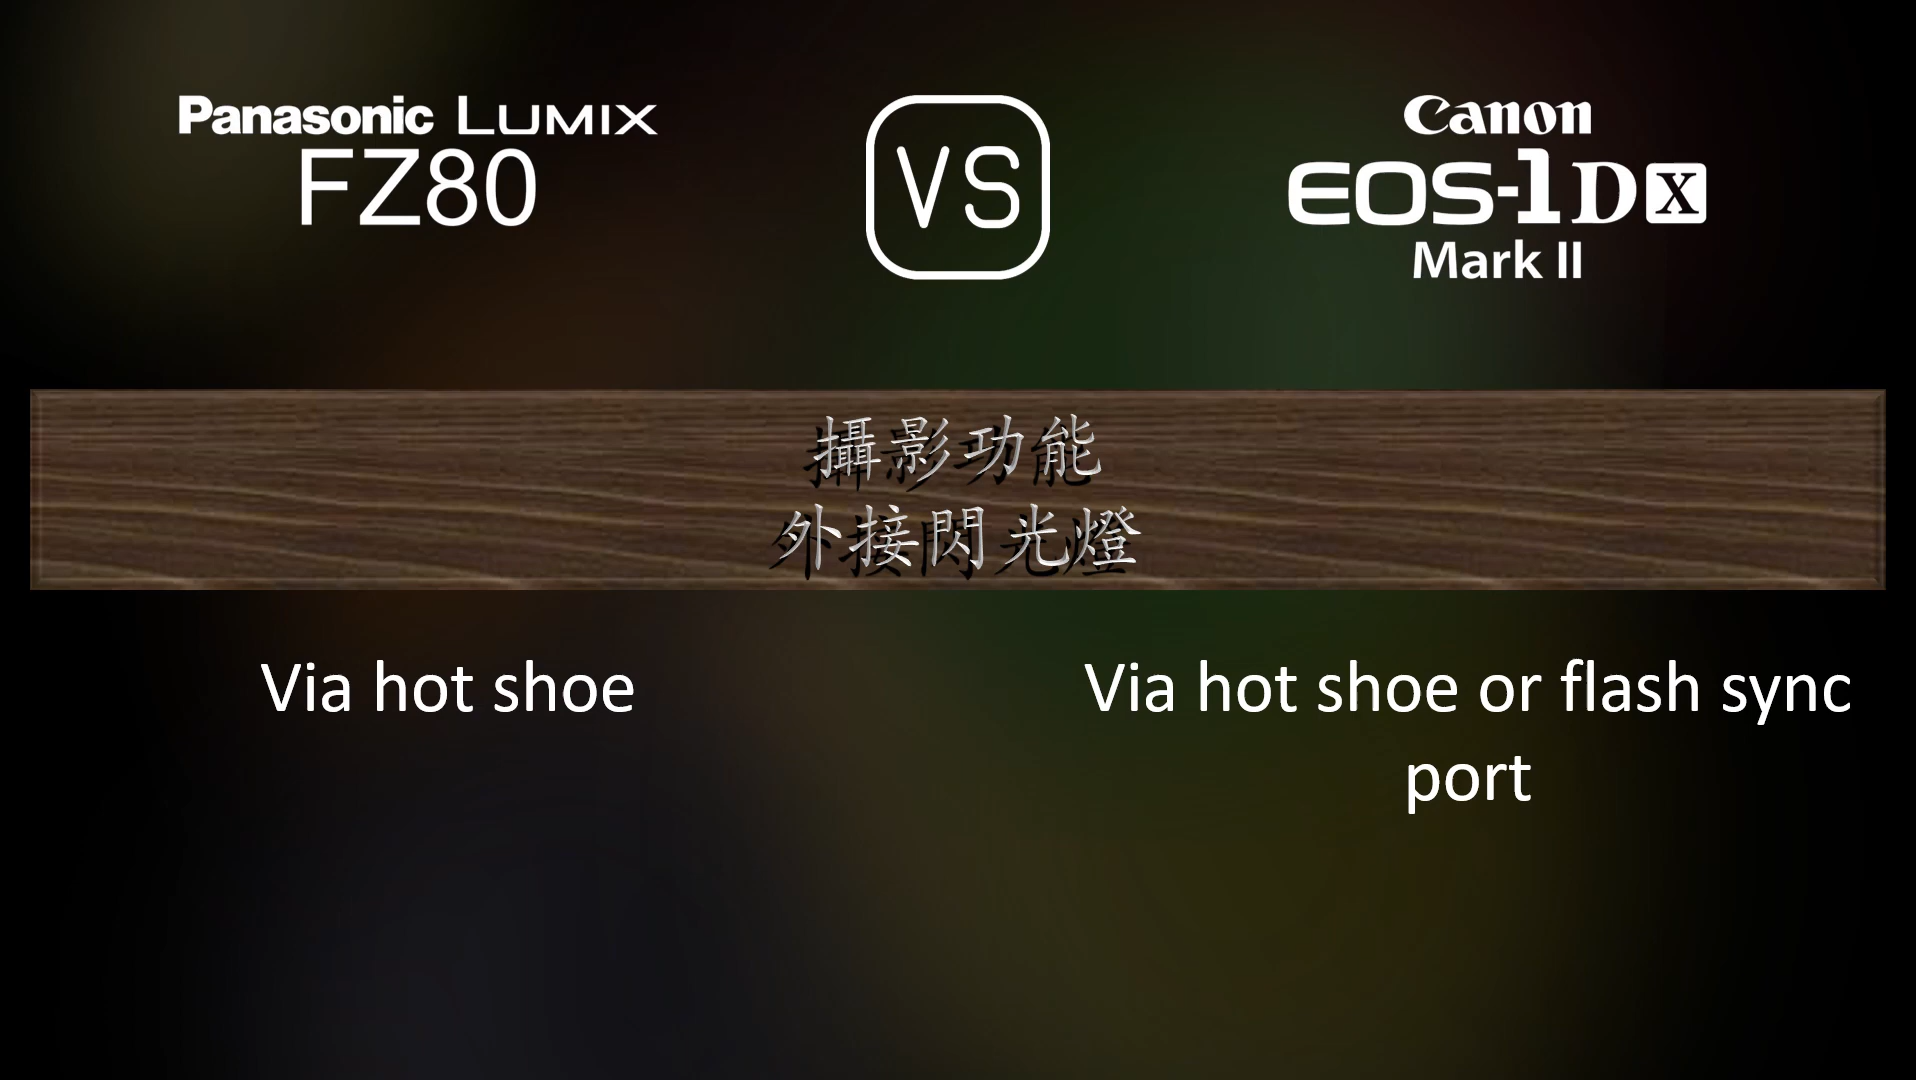 Panasonic LUMIX
FZ80
VS
Canon
EOS-1DX
Mark II
攝影功能
外接閃光燈
Via hot shoe
Via hot shoe or flash sync
port